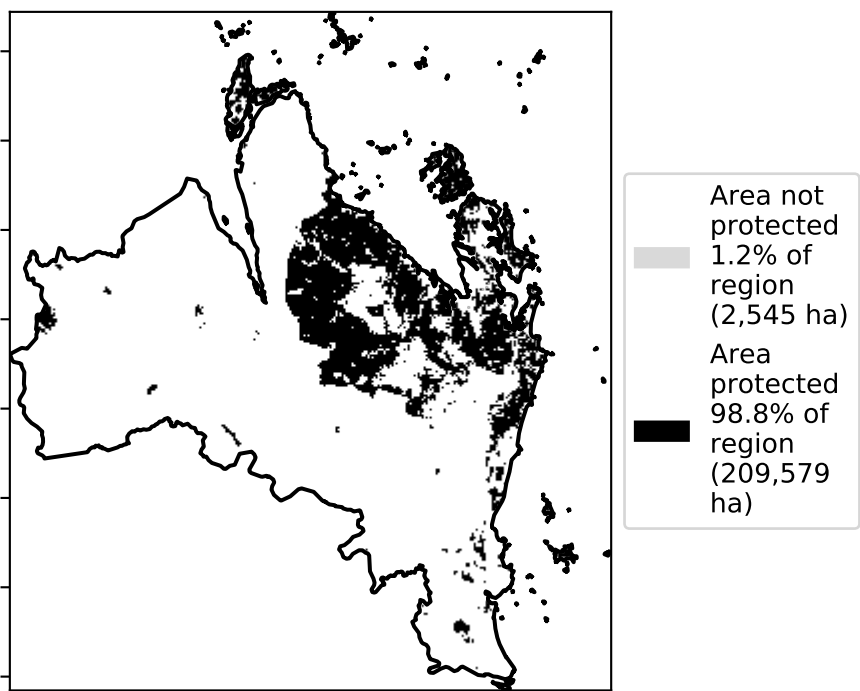 Area not
protected
1.2% of
region
(2,545 ha)
Area
protected
98.8% of
region
(209,579
ha)